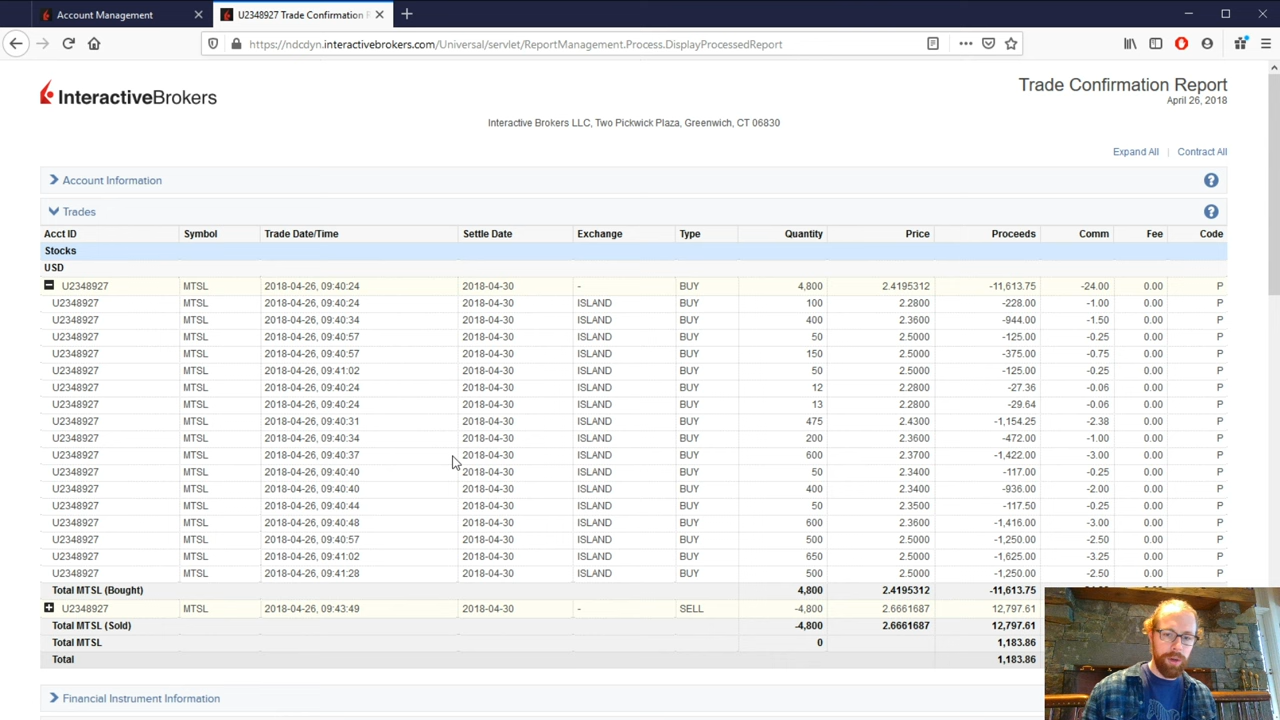 Account Management
U2348927 Trade Confirmation R
https://ndcdyn.interactivebrokers.com/Universal/servlet/ReportManagement.Process.DisplayProcessedReport
InteractiveBrokers
Trade Confirmation Report
April 26, 2018
Interactive Brokers LLC, Two Pickwick Plaza, Greenwich, CT 06830
Expand All | Contract All
Account Information ?
Trades ?
Acct ID Symbol Trade Date/Time Settle Date Exchange Type Quantity Price Proceeds Comm Fee Code
Stocks
USD
U2348927 MTSL 2018-04-26, 09:40:24 2018-04-30 - BUY 4,800 2.4195312 -11,613.75 -24.00 0.00 P
U2348927 MTSL 2018-04-26, 09:40:24 2018-04-30 ISLAND BUY 100 2.2800 -228.00 -1.00 0.00 P
U2348927 MTSL 2018-04-26, 09:40:34 2018-04-30 ISLAND BUY 400 2.3600 -944.00 -1.50 0.00 P
U2348927 MTSL 2018-04-26, 09:40:57 2018-04-30 ISLAND BUY 50 2.5000 -125.00 -0.25 0.00 P
U2348927 MTSL 2018-04-26, 09:40:57 2018-04-30 ISLAND BUY 150 2.5000 -375.00 -0.75 0.00 P
U2348927 MTSL 2018-04-26, 09:41:02 2018-04-30 ISLAND BUY 50 2.5000 -125.00 -0.25 0.00 P
U2348927 MTSL 2018-04-26, 09:40:24 2018-04-30 ISLAND BUY 12 2.2800 -27.36 -0.06 0.00 P
U2348927 MTSL 2018-04-26, 09:40:24 2018-04-30 ISLAND BUY 13 2.2800 -29.64 -0.06 0.00 P
U2348927 MTSL 2018-04-26, 09:40:31 2018-04-30 ISLAND BUY 475 2.4300 -1,154.25 -2.38 0.00 P
U2348927 MTSL 2018-04-26, 09:40:34 2018-04-30 ISLAND BUY 200 2.3600 -472.00 -1.00 0.00 P
U2348927 MTSL 2018-04-26, 09:40:37 2018-04-30 ISLAND BUY 600 2.3700 -1,422.00 -3.00 0.00 P
U2348927 MTSL 2018-04-26, 09:40:40 2018-04-30 ISLAND BUY 50 2.3400 -117.00 -0.25 0.00 P
U2348927 MTSL 2018-04-26, 09:40:40 2018-04-30 ISLAND BUY 400 2.3400 -936.00 -2.00 0.00 P
U2348927 MTSL 2018-04-26, 09:40:44 2018-04-30 ISLAND BUY 50 2.3500 -117.50 -0.25 0.00 P
U2348927 MTSL 2018-04-26, 09:40:48 2018-04-30 ISLAND BUY 600 2.3600 -1,416.00 -3.00 0.00 P
U2348927 MTSL 2018-04-26, 09:40:57 2018-04-30 ISLAND BUY 500 2.5000 -1,250.00 -2.50 0.00 P
U2348927 MTSL 2018-04-26, 09:41:02 2018-04-30 ISLAND BUY 650 2.5000 -1,625.00 -3.25 0.00 P
U2348927 MTSL 2018-04-26, 09:41:28 2018-04-30 ISLAND BUY 500 2.5000 -1,250.00 -2.50 0.00 P
Total MTSL (Bought) 4,800 2.4195312 -11,613.75
U2348927 MTSL 2018-04-26, 09:43:49 2018-04-30 - SELL -4,800 2.6661687 12,797.61
Total MTSL (Sold) -4,800 2.6661687 12,797.61
Total MTSL 0 1,183.86
Total 1,183.86
Financial Instrument Information